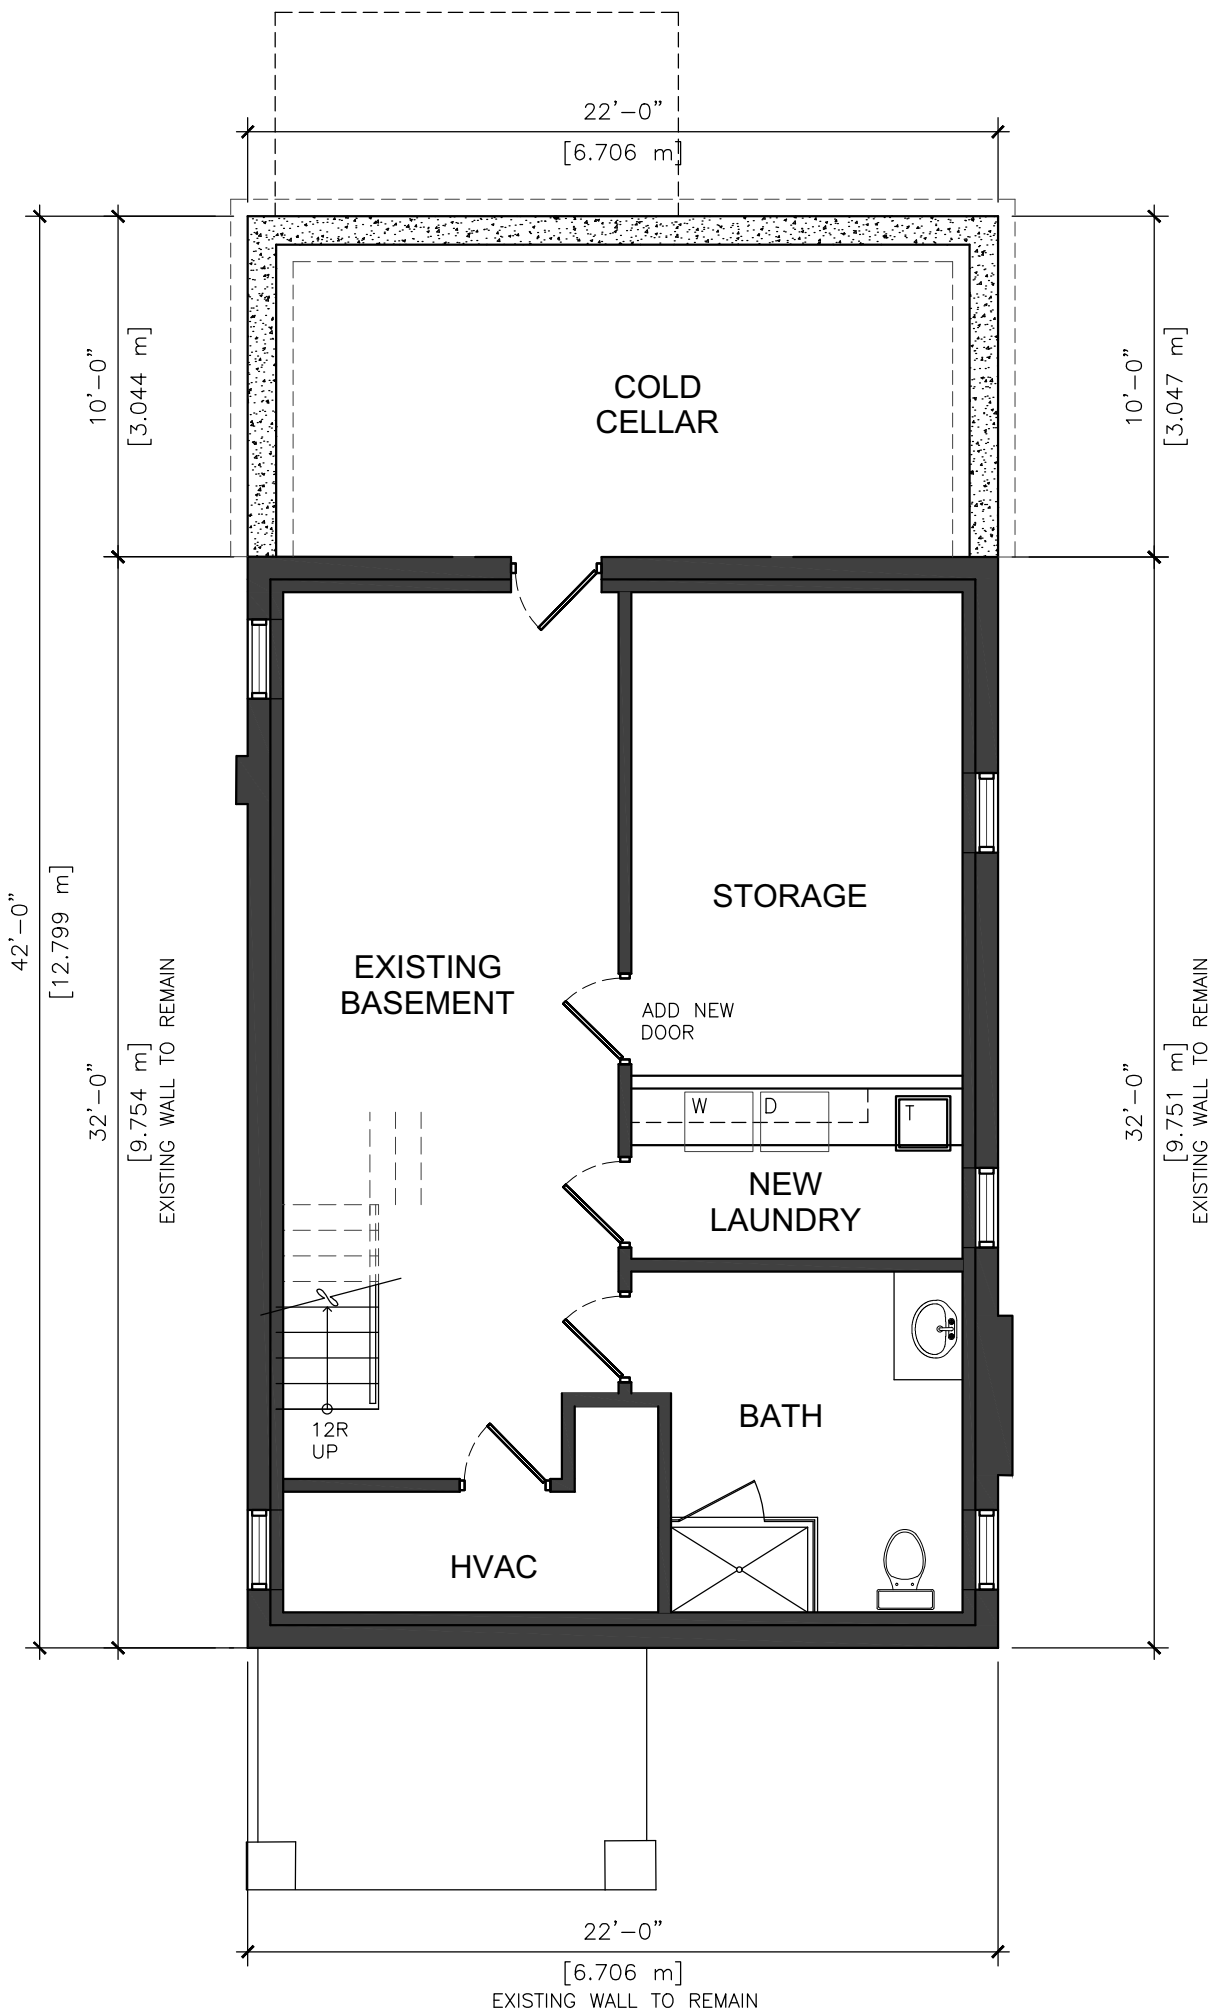 22'-0"
[6.706 m]
10'-0"
[3.044 m]
10'-0"
[3.047 m]
COLD
CELLAR
42'-0"
[12.799 m]
32'-0"
[9.754 m]
EXISTING WALL TO REMAIN
STORAGE
EXISTING
BASEMENT
ADD NEW
DOOR
W
D
T
NEW
LAUNDRY
32'-0"
[9.751 m]
EXISTING WALL TO REMAIN
12R
UP
BATH
HVAC
22'-0"
[6.706 m]
EXISTING WALL TO REMAIN